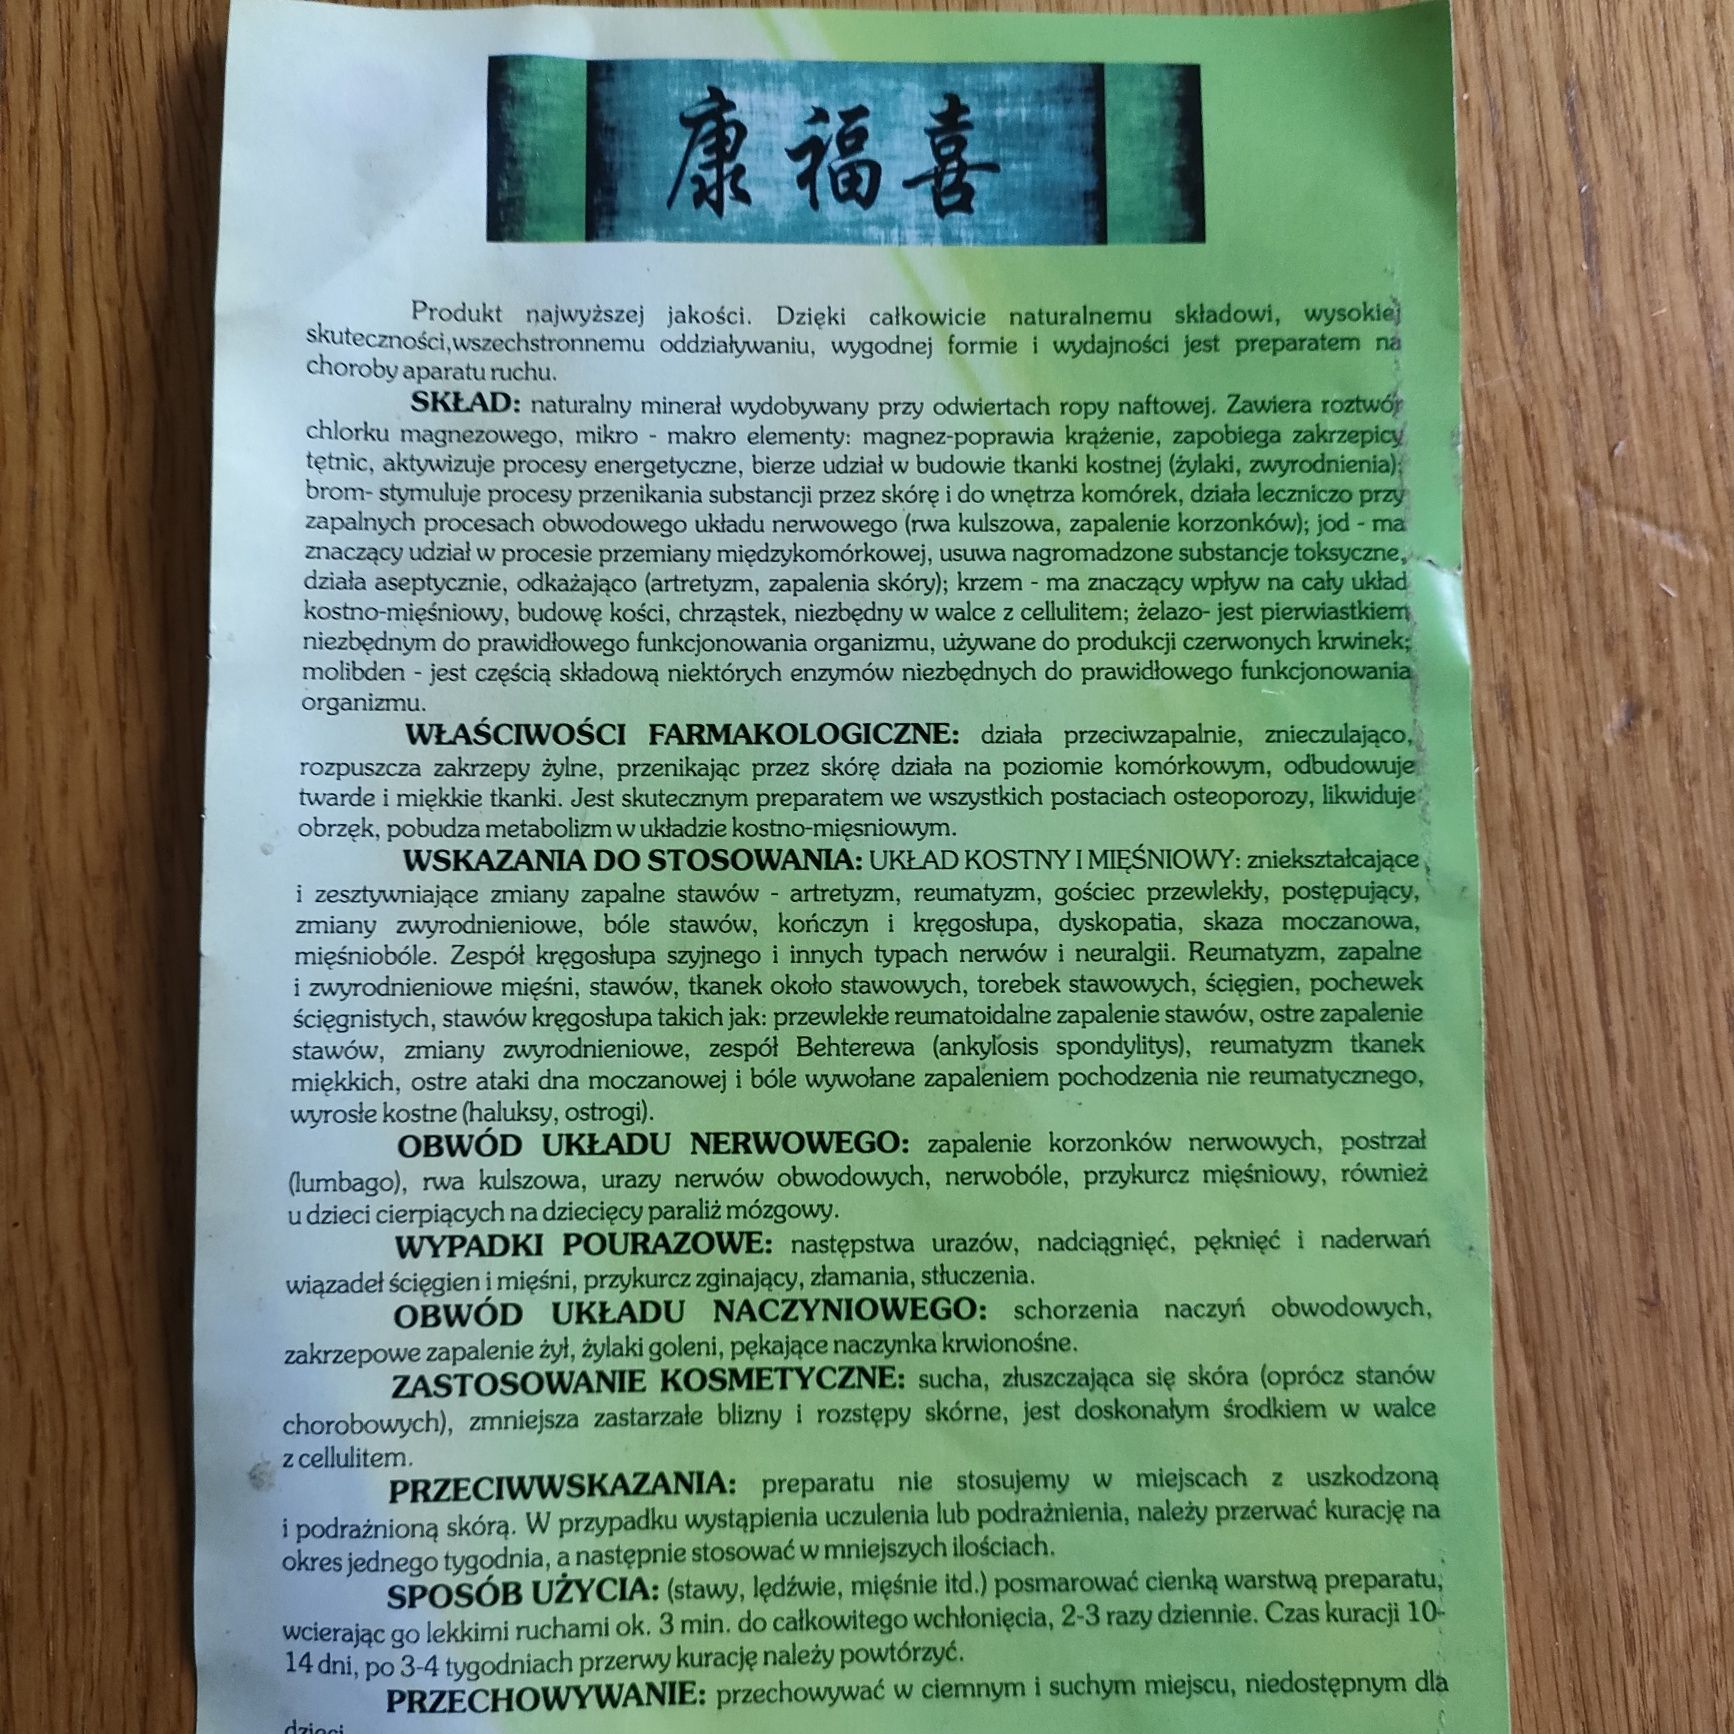 康福喜
Produkt najwyższej jakości. Dzięki całkowicie naturalnemu składowi, wysokiej
skuteczności,wszechstronnemu oddziaływaniu, wygodnej formie i wydajności jest preparatem na
choroby aparatu ruchu.
SKŁAD: naturalny minerał wydobywany przy odwiertach ropy naftowej. Zawiera roztwór
chlorku magnezowego, mikro - makro elementy: magnez-poprawia krążenie, zapobiega zakrzepicy
tętnic, aktywizuje procesy energetyczne, bierze udział w budowie tkanki kostnej (żylaki, zwyrodnienia);
brom- stymuluje procesy przenikania substancji przez skórę i do wnętrza komórek, działa leczniczo przy
zapalnych procesach obwodowego układu nerwowego (rwa kulszowa, zapalenie korzonków); jod - ma
znaczący udział w procesie przemiany międzykomórkowej, usuwa nagromadzone substancje toksyczne,
działa aseptycznie, odkażająco (artretyzm, zapalenia skóry); krzem - ma znaczący wpływ na cały układ
kostno-mięśniowy, budowę kości, chrząstek, niezbędny w walce z cellulitem; żelazo- jest pierwiastkiem
niezbędnym do prawidłowego funkcjonowania organizmu, używane do produkcji czerwonych krwinek;
molibden - jest częścią składową niektórych enzymów niezbędnych do prawidłowego funkcjonowania
organizmu.
WŁAŚCIWOŚCI FARMAKOLOGICZNE: działa przeciwzapalnie, znieczulająco,
rozpuszcza zakrzepy żylne, przenikając przez skórę działa na poziomie komórkowym, odbudowuje
twarde i miękkie tkanki. Jest skutecznym preparatem we wszystkich postaciach osteoporozy, likwiduje
obrzęk, pobudza metabolizm w układzie kostno-mięsniowym.
WSKAZANIA DO STOSOWANIA: UKŁAD KOSTNY I MIĘŚNIOWY: zniekształcające
i zesztywniające zmiany zapalne stawów - artretyzm, reumatyzm, gościec przewlekły, postępujący,
zmiany zwyrodnieniowe, bóle stawów, kończyn i kręgosłupa, dyskopatia, skaza moczanowa,
mięśniobóle. Zespół kręgosłupa szyjnego i innych typach nerwów i neuralgii. Reumatyzm, zapalne
i zwyrodnieniowe mięśni, stawów, tkanek około stawowych, torebek stawowych, ścięgien, pochewek
ścięgnistych, stawów kręgosłupa takich jak: przewlekłe reumatoidalne zapalenie stawów, ostre zapalenie
stawów, zmiany zwyrodnieniowe, zespół Behterewa (ankylosis spondylitys), reumatyzm tkanek
miękkich, ostre ataki dna moczanowej i bóle wywołane zapaleniem pochodzenia nie reumatycznego,
wyrosłe kostne (haluksy, ostrogi).
OBWÓD UKŁADU NERWOWEGO: zapalenie korzonków nerwowych, postrzał
(lumbago), rwa kulszowa, urazy nerwów obwodowych, nerwobóle, przykurcz mięśniowy, również
u dzieci cierpiących na dziecięcy paraliż mózgowy.
WYPADKI POURAZOWE: następstwa urazów, nadciągnięć, pęknięć i naderwań
wiązadeł ścięgien i mięśni, przykurcz zginający, złamania, stłuczenia.
OBWÓD UKŁADU NACZYNIOWEGO: schorzenia naczyń obwodowych,
zakrzepowe zapalenie żył, żylaki goleni, pękające naczynka krwionośne.
ZASTOSOWANIE KOSMETYCZNE: sucha, złuszczająca się skóra (oprócz stanów
chorobowych), zmniejsza zastarzałe blizny i rozstępy skórne, jest doskonałym środkiem w walce
z cellulitem.
PRZECIWWSKAZANIA: preparatu nie stosujemy w miejscach z uszkodzoną
i podrażnioną skórą. W przypadku wystąpienia uczulenia lub podrażnienia, należy przerwać kurację na
okres jednego tygodnia, a następnie stosować w mniejszych ilościach.
SPOSÓB UŻYCIA: (stawy, lędźwie, mięśnie itd.) posmarować cienką warstwą preparatu,
wcierając go lekkimi ruchami ok. 3 min. do całkowitego wchłonięcia, 2-3 razy dziennie. Czas kuracji 10-
14 dni, po 3-4 tygodniach przerwy kurację należy powtórzyć.
PRZECHOWYWANIE: przechowywać w ciemnym i suchym miejscu, niedostępnym dla
dzieci